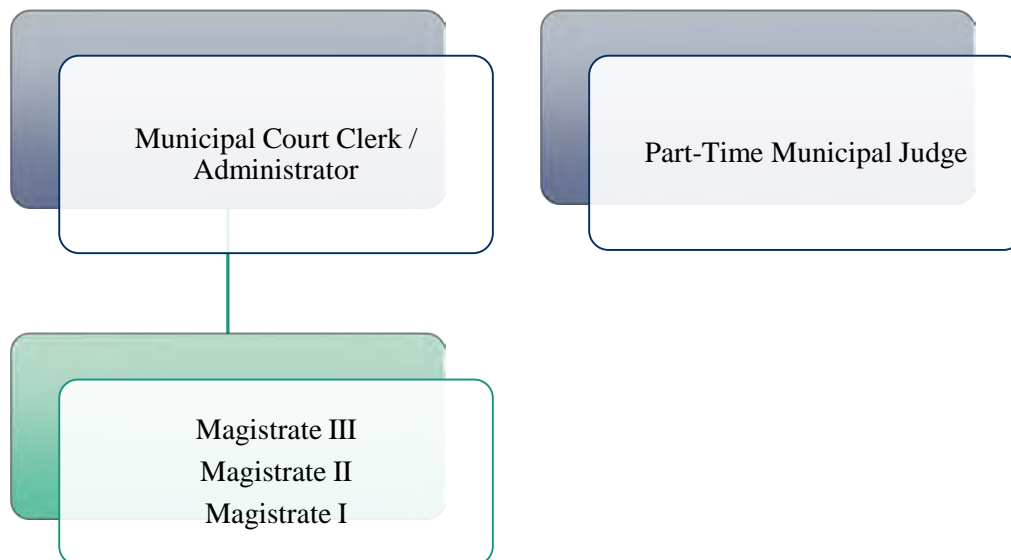 Municipal Court Clerk /
Administrator
Part-Time Municipal Judge
Magistrate III
Magistrate II
Magistrate I